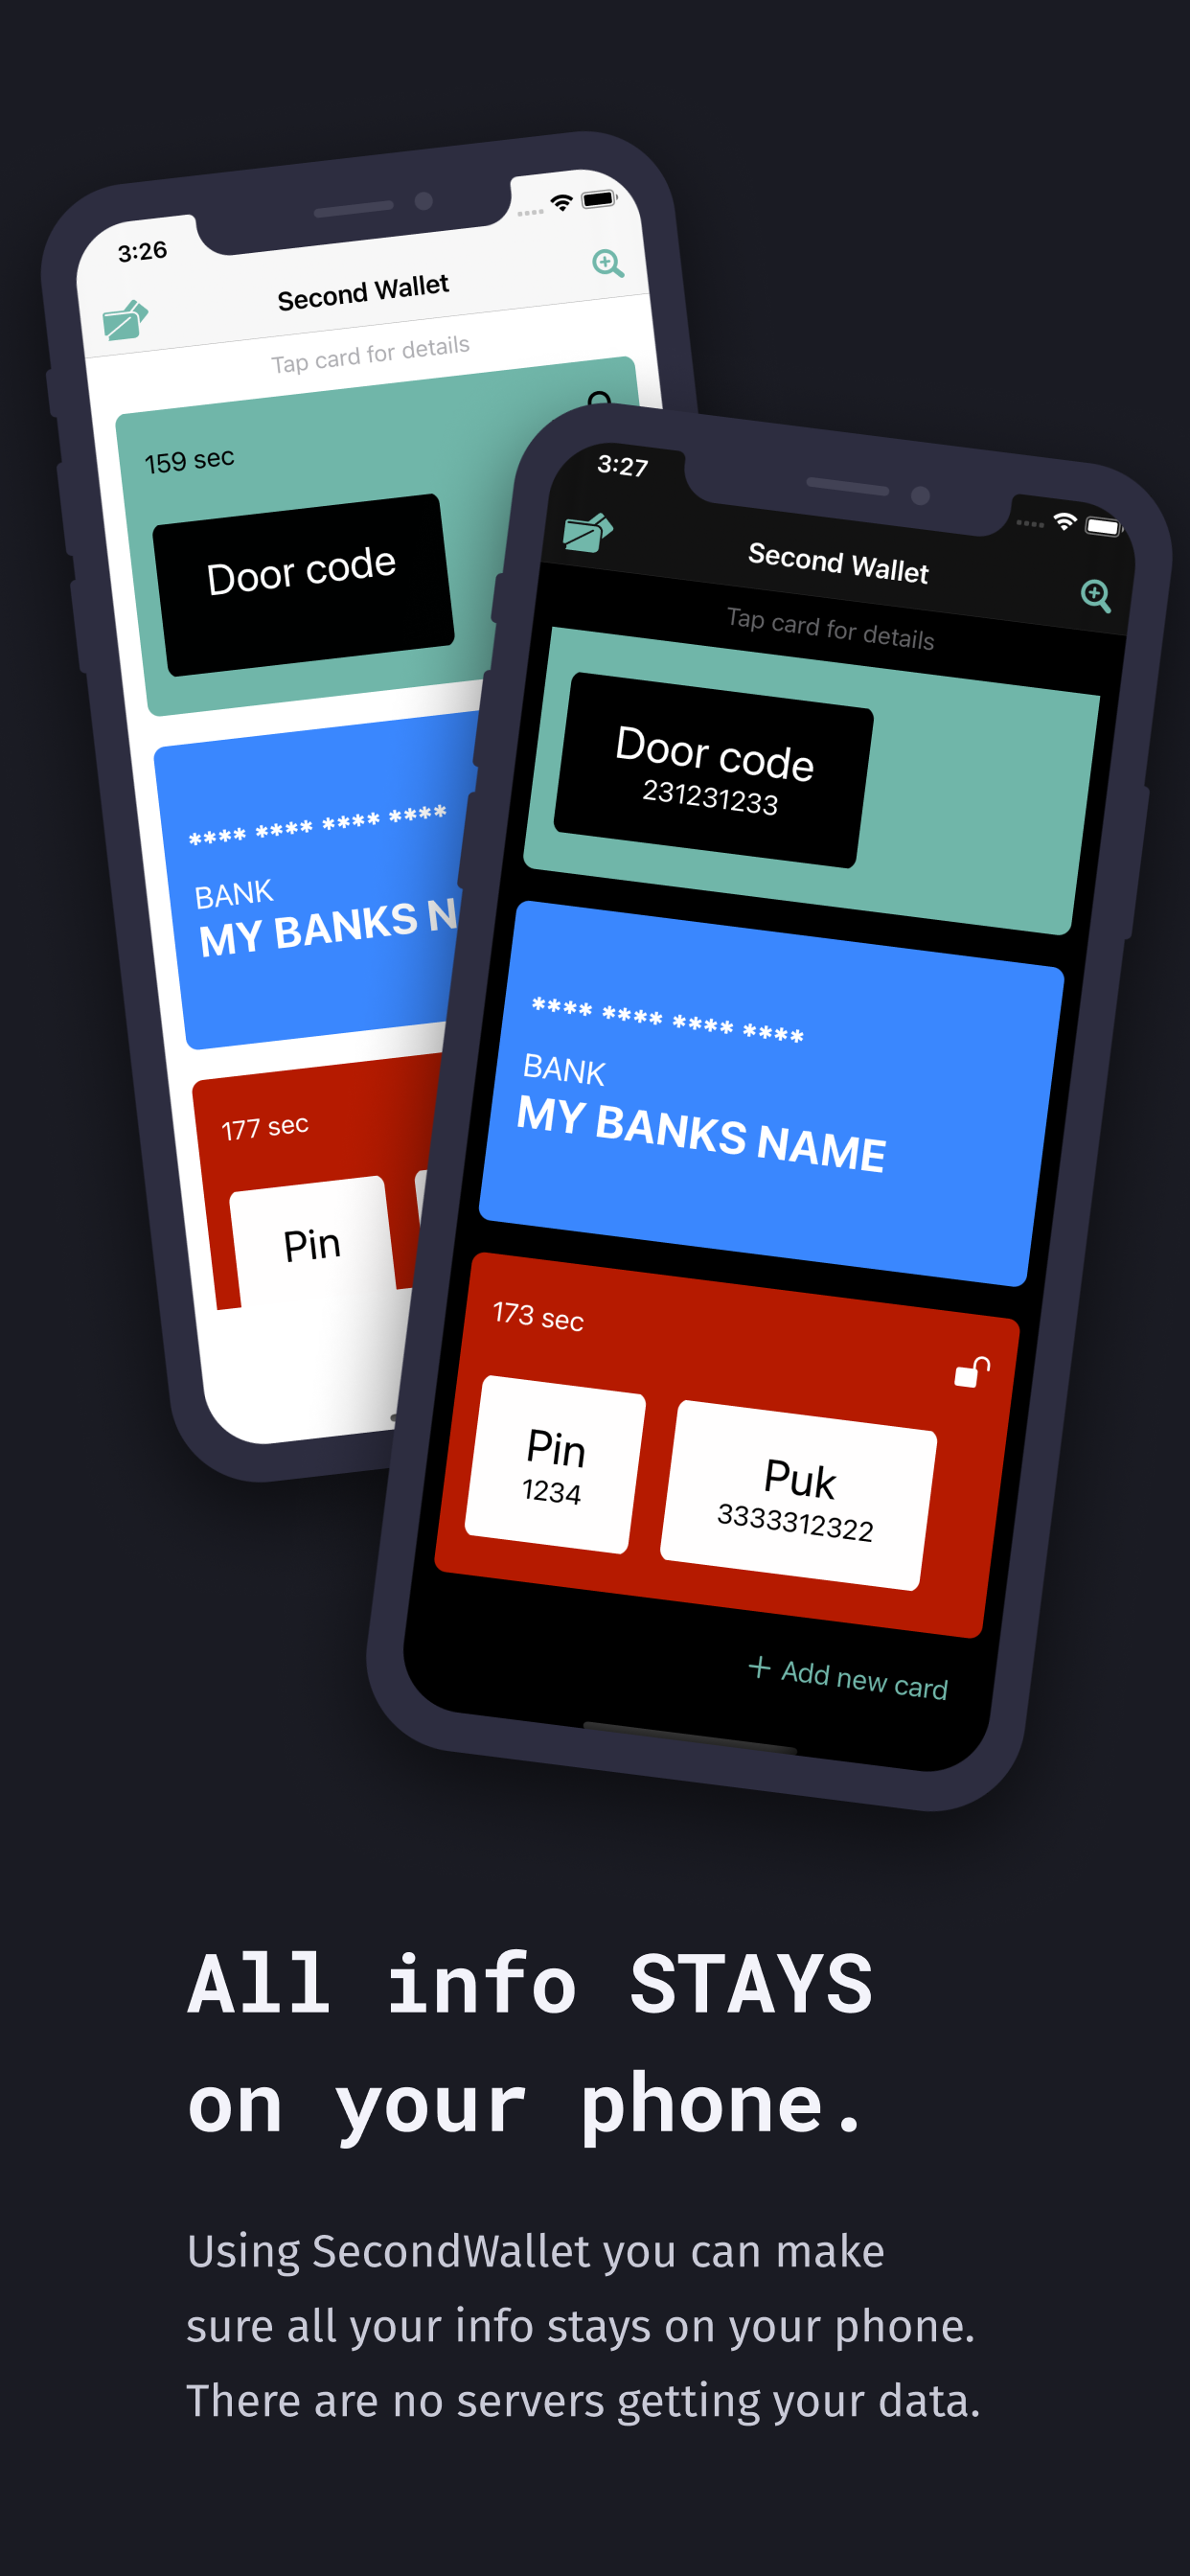 3:26
Second Wallet
Tap card for details
159 sec
Door code
**** **** **** ****
BANK
MY BANKS N
177 sec
Pin
3:27
Second Wallet
Tap card for details
Door code
231231233
**** **** **** ****
BANK
MY BANKS NAME
173 sec
Pin
1234
Puk
3333312322
+ Add new card
All info STAYS
on your phone.
Using SecondWallet you can make
sure all your info stays on your phone.
There are no servers getting your data.